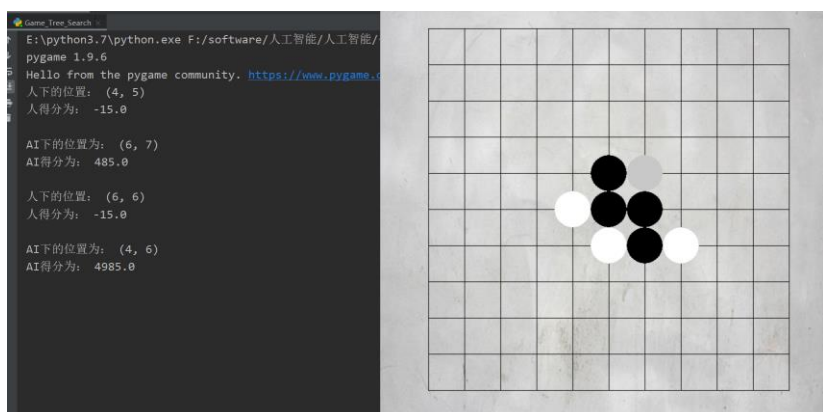 Game_Tree_Search
E:\python3.7\python.exe F:/software/人工智能/人工智能/
pygame 1.9.6
Hello from the pygame community. https://www.pygame.
人下的位置: (4, 5)
人得分为: -15.0
AI下的位置为: (6, 7)
AI得分为: 485.0
人下的位置: (6, 6)
人得分为: -15.0
AI下的位置为: (4, 6)
AI得分为: 4985.0